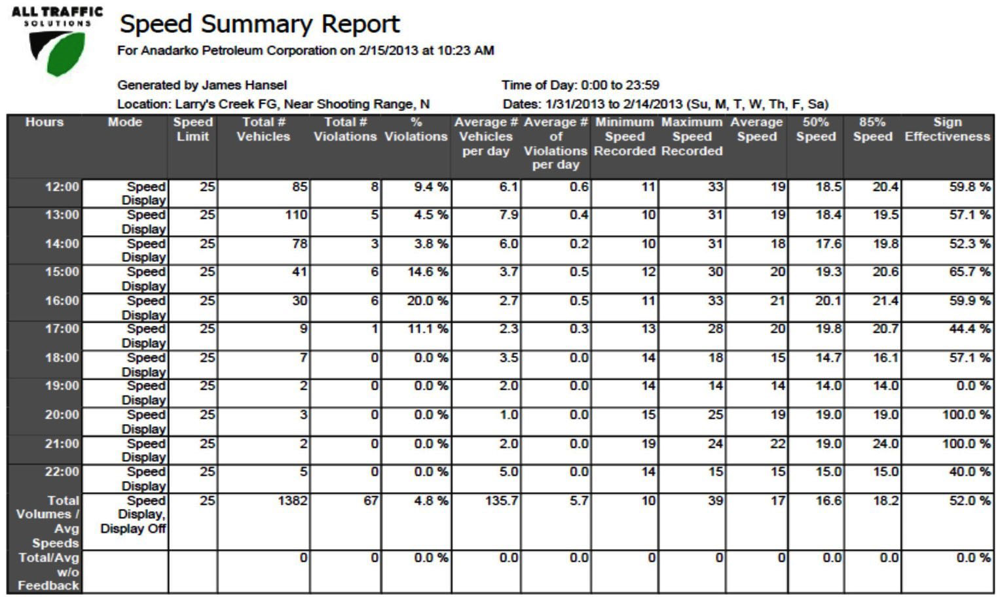 ALL TRAFFIC
SOLUTIONS
Speed Summary Report
For Anadarko Petroleum Corporation on 2/15/2013 at 10:23 AM
Generated by James Hansel Time of Day: 0:00 to 23:59
Location: Larry's Creek FG, Near Shooting Range, N Dates: 1/31/2013 to 2/14/2013 (Su, M, T, W, Th, F, Sa)
Hours Mode Speed Total # Total # % Average # Average # Minimum Maximum Average 50% 85% Sign
Limit Vehicles Violations Violations Vehicles of Speed Speed Speed Speed Speed Effectiveness
per day Violations Recorded Recorded
per day
12:00 Speed 25 85 8 9.4 % 6.1 0.6 11 33 19 18.5 20.4 59.8 %
Display
13:00 Speed 25 110 5 4.5 % 7.9 0.4 10 31 19 18.4 19.5 57.1 %
Display
14:00 Speed 25 78 3 3.8 % 6.0 0.2 10 31 18 17.6 19.8 52.3 %
Display
15:00 Speed 25 41 6 14.6 % 3.7 0.5 12 30 20 19.3 20.6 65.7 %
Display
16:00 Speed 25 30 6 20.0 % 2.7 0.5 11 33 21 20.1 21.4 59.9 %
Display
17:00 Speed 25 9 1 11.1 % 2.3 0.3 13 28 20 19.8 20.7 44.4 %
Display
18:00 Speed 25 7 0 0.0 % 3.5 0.0 14 18 15 14.7 16.1 57.1 %
Display
19:00 Speed 25 2 0 0.0 % 2.0 0.0 14 14 14 14.0 14.0 0.0 %
Display
20:00 Speed 25 3 0 0.0 % 1.0 0.0 15 25 19 19.0 19.0 100.0 %
Display
21:00 Speed 25 2 0 0.0 % 2.0 0.0 19 24 22 19.0 24.0 100.0 %
Display
22:00 Speed 25 5 0 0.0 % 5.0 0.0 14 15 15 15.0 15.0 40.0 %
Display
Total Speed 25 1382 67 4.8 % 135.7 5.7 10 39 17 16.6 18.2 52.0 %
Volumes / Display,
Avg Display Off
Speeds
Total/Avg 0 0 0.0 % 0.0 0.0 0 0 0 0.0 0.0 0.0 %
w/o
Feedback